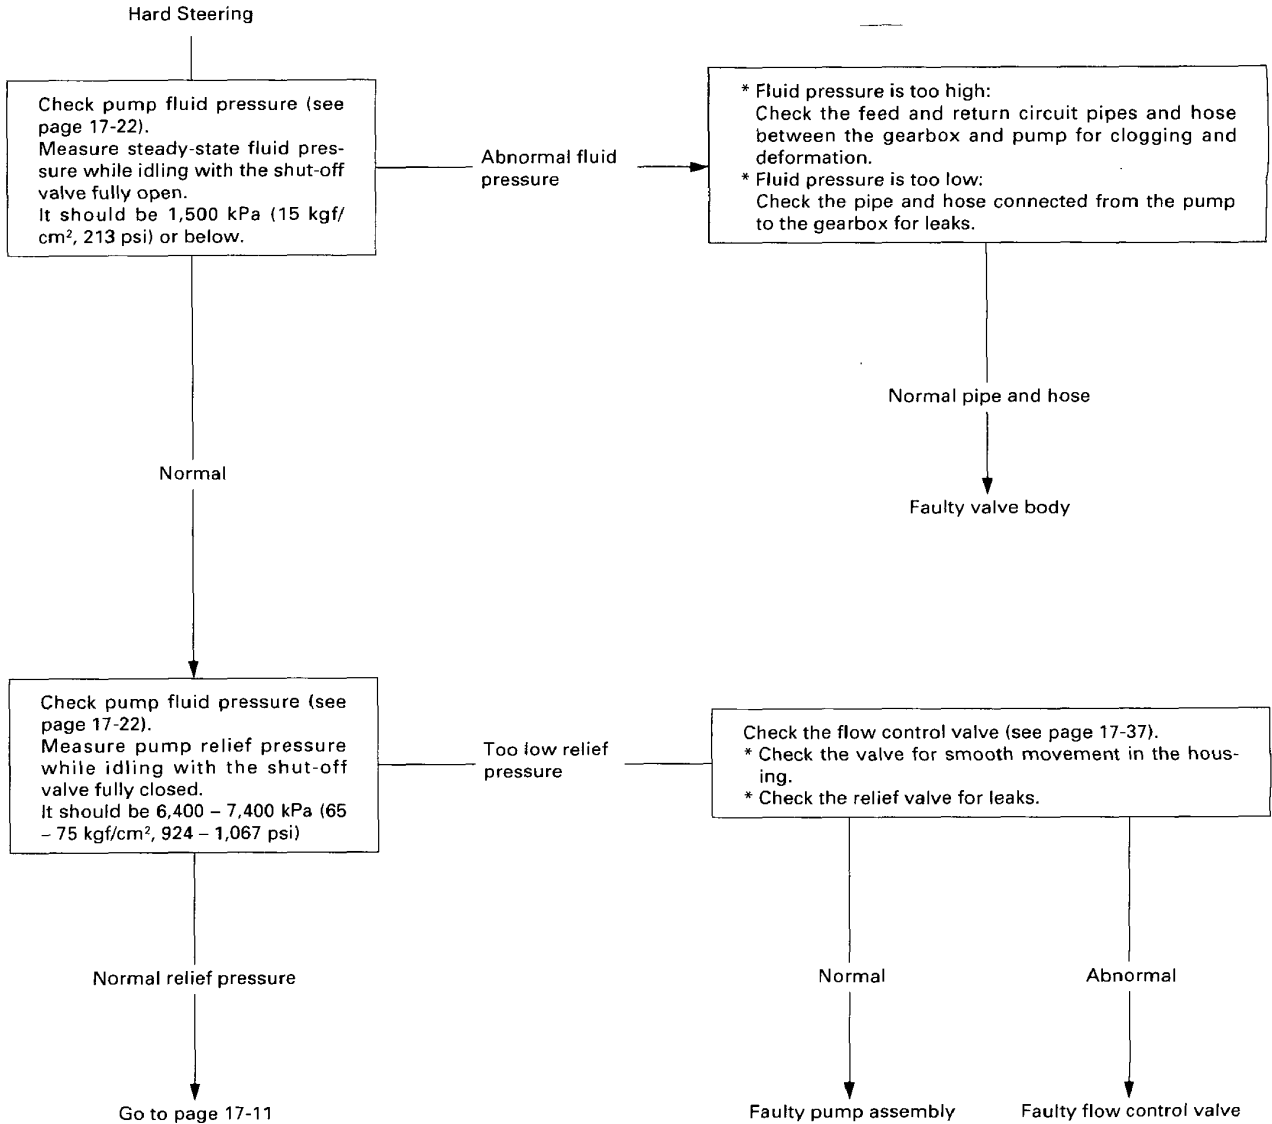 Hard Steering
Check pump fluid pressure (see
page 17-22).
Measure steady-state fluid pres-
sure while idling with the shut-off
valve fully open.
It should be 1,500 kPa (15 kgf/
cm², 213 psi) or below.
Abnormal fluid
pressure
* Fluid pressure is too high:
Check the feed and return circuit pipes and hose
between the gearbox and pump for clogging and
deformation.
* Fluid pressure is too low:
Check the pipe and hose connected from the pump
to the gearbox for leaks.
Normal pipe and hose
Faulty valve body
Normal
Check pump fluid pressure (see
page 17-22).
Measure pump relief pressure
while idling with the shut-off
valve fully closed.
It should be 6,400 – 7,400 kPa (65
– 75 kgf/cm², 924 – 1,067 psi)
Too low relief
pressure
Check the flow control valve (see page 17-37).
* Check the valve for smooth movement in the hous-
ing.
* Check the relief valve for leaks.
Normal relief pressure
Normal
Abnormal
Go to page 17-11
Faulty pump assembly
Faulty flow control valve